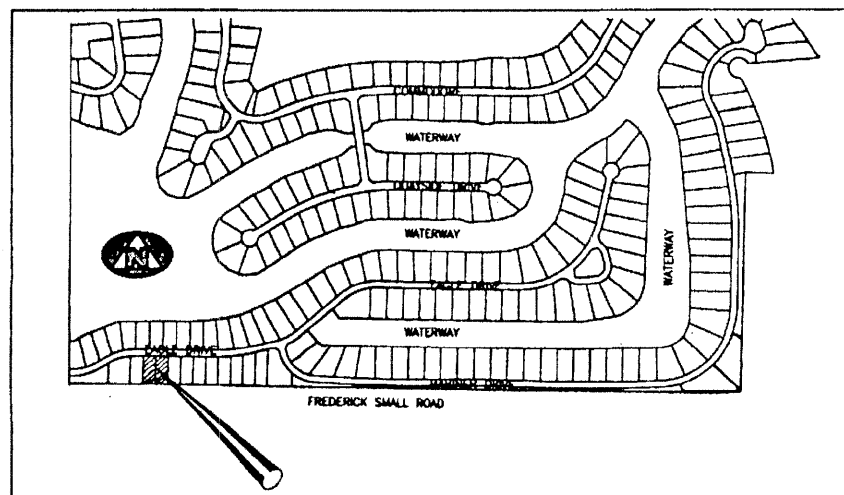 COMMODORE
WATERWAY
QUAYSIDE DRIVE
WATERWAY
WATERWAY
EAGLE DRIVE
WATERWAY
EAGLE DRIVE
MARINER DRIVE
FREDERICK SMALL ROAD
N